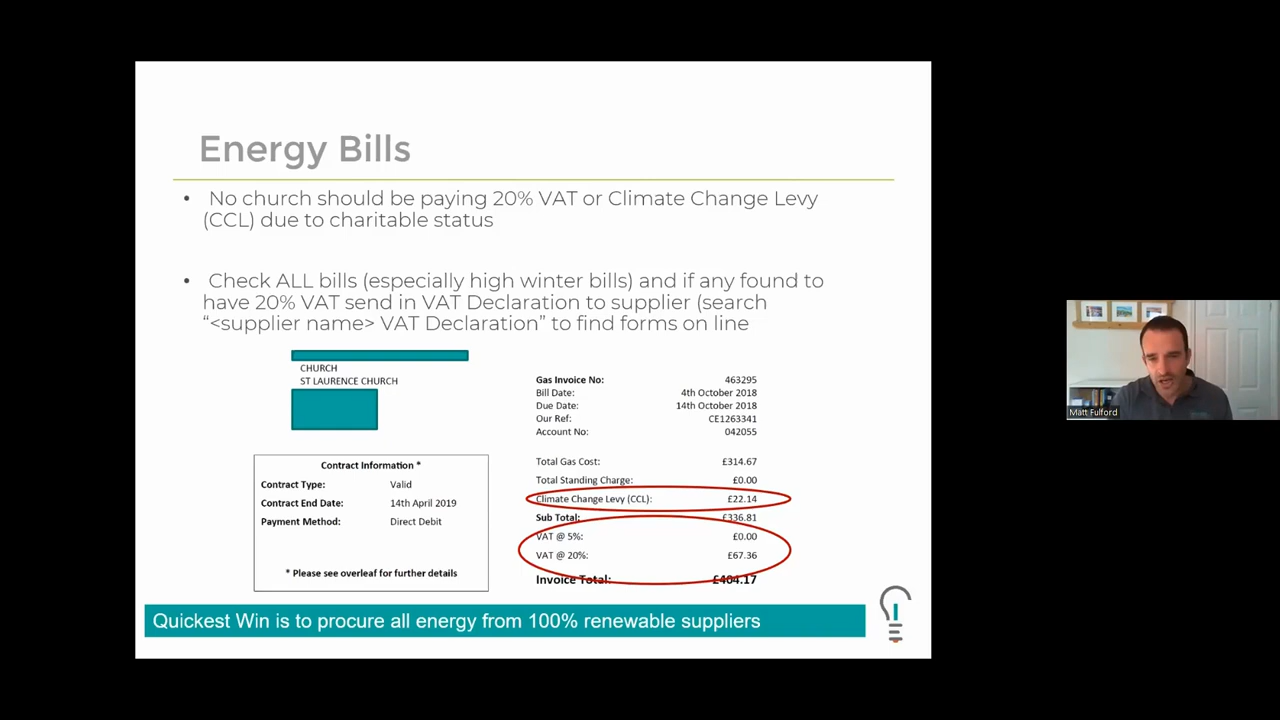 Energy Bills
• No church should be paying 20% VAT or Climate Change Levy
(CCL) due to charitable status
• Check ALL bills (especially high winter bills) and if any found to
have 20% VAT send in VAT Declaration to supplier (search
“<supplier name> VAT Declaration” to find forms on line
CHURCH
ST LAURENCE CHURCH
Contract Information *
Contract Type: Valid
Contract End Date: 14th April 2019
Payment Method: Direct Debit
* Please see overleaf for further details
Gas Invoice No: 463295
Bill Date: 4th October 2018
Due Date: 14th October 2018
Our Ref: CE1263341
Account No: 042055
Total Gas Cost: £314.67
Total Standing Charge: £0.00
Climate Change Levy (CCL): £22.14
Sub Total: £336.81
VAT @ 5%: £0.00
VAT @ 20%: £67.36
Invoice Total: £404.17
Quickest Win is to procure all energy from 100% renewable suppliers
Matt Fulford